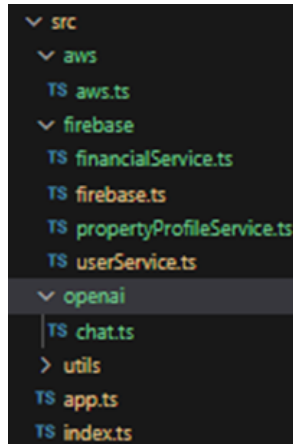 src
aws
TS aws.ts
firebase
TS financialService.ts
TS firebase.ts
TS propertyProfileService.ts
TS userService.ts
openai
TS chat.ts
utils
TS app.ts
TS index.ts